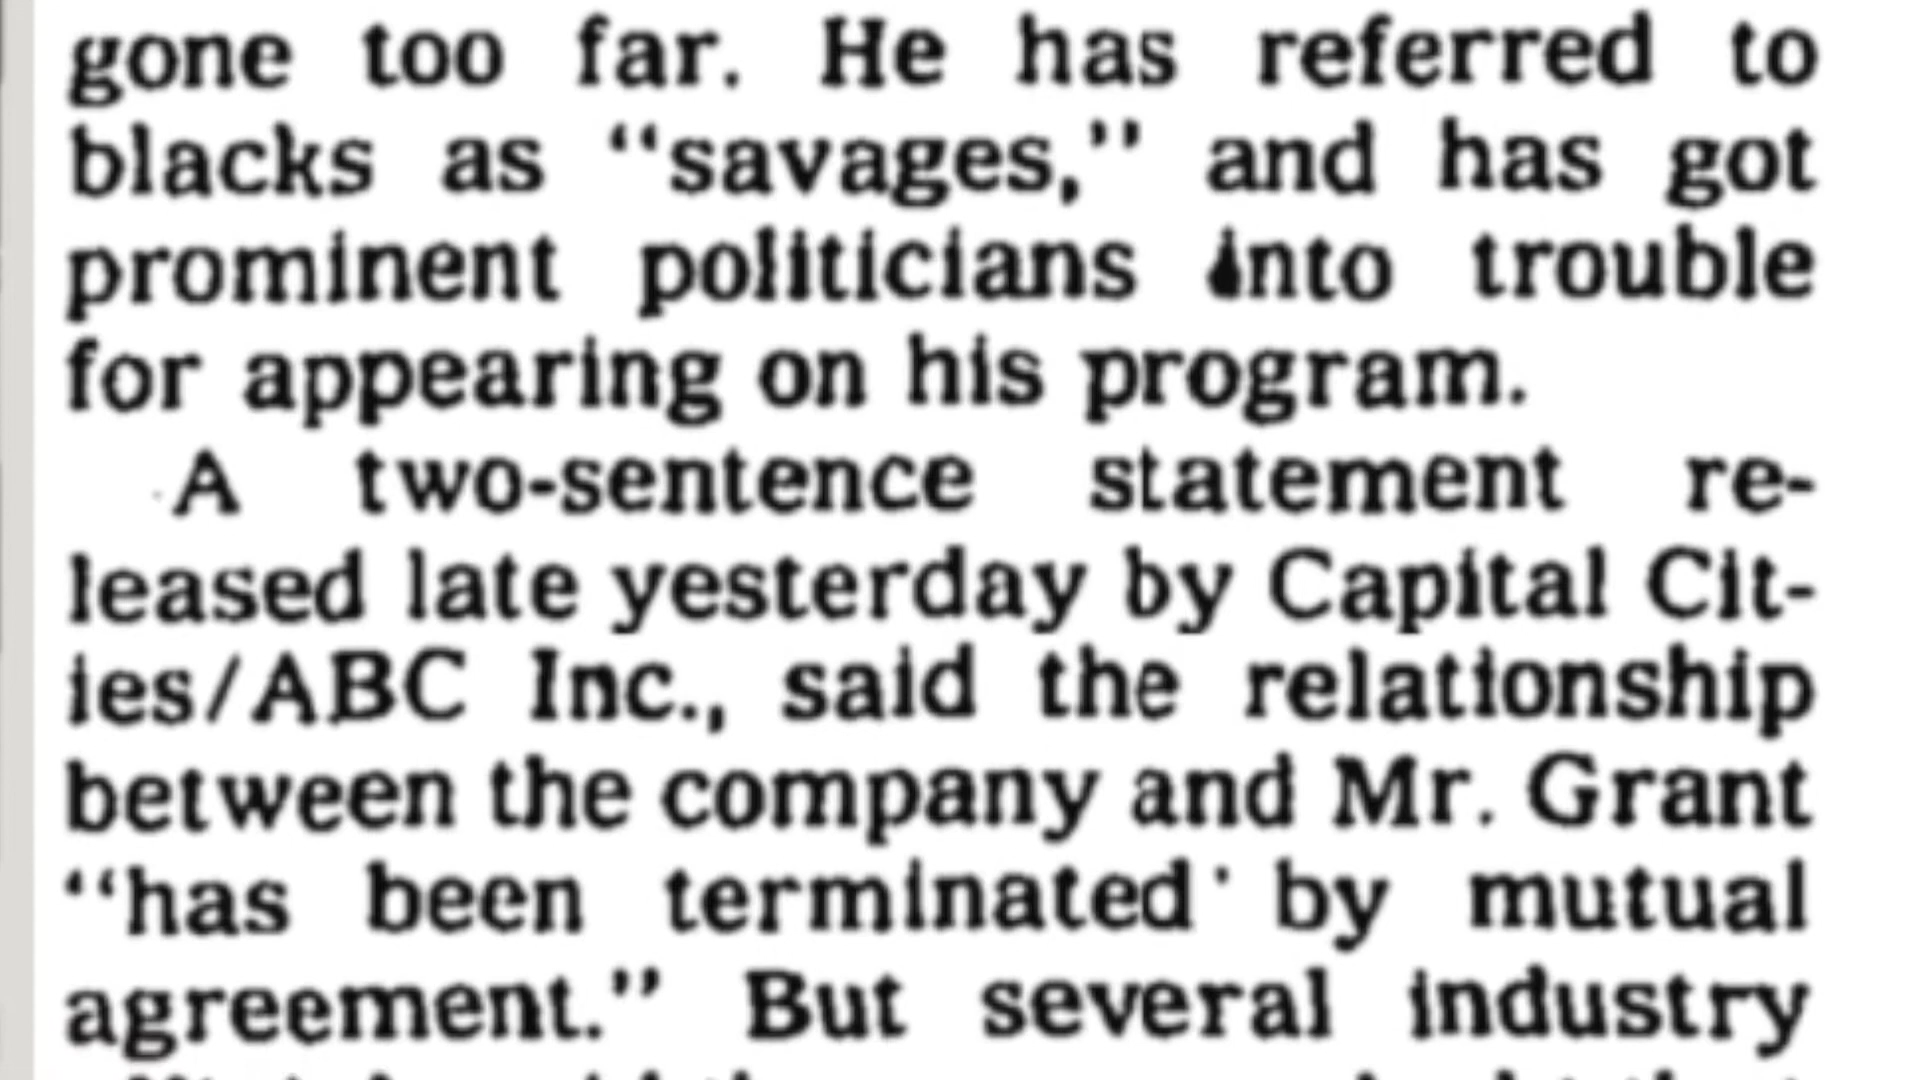 gone too far. He has referred to
blacks as “savages,” and has got
prominent politicians into trouble
for appearing on his program.
A two-sentence statement re-
leased late yesterday by Capital Cit-
ies/ABC Inc., said the relationship
between the company and Mr. Grant
“has been terminated by mutual
agreement.” But several industry